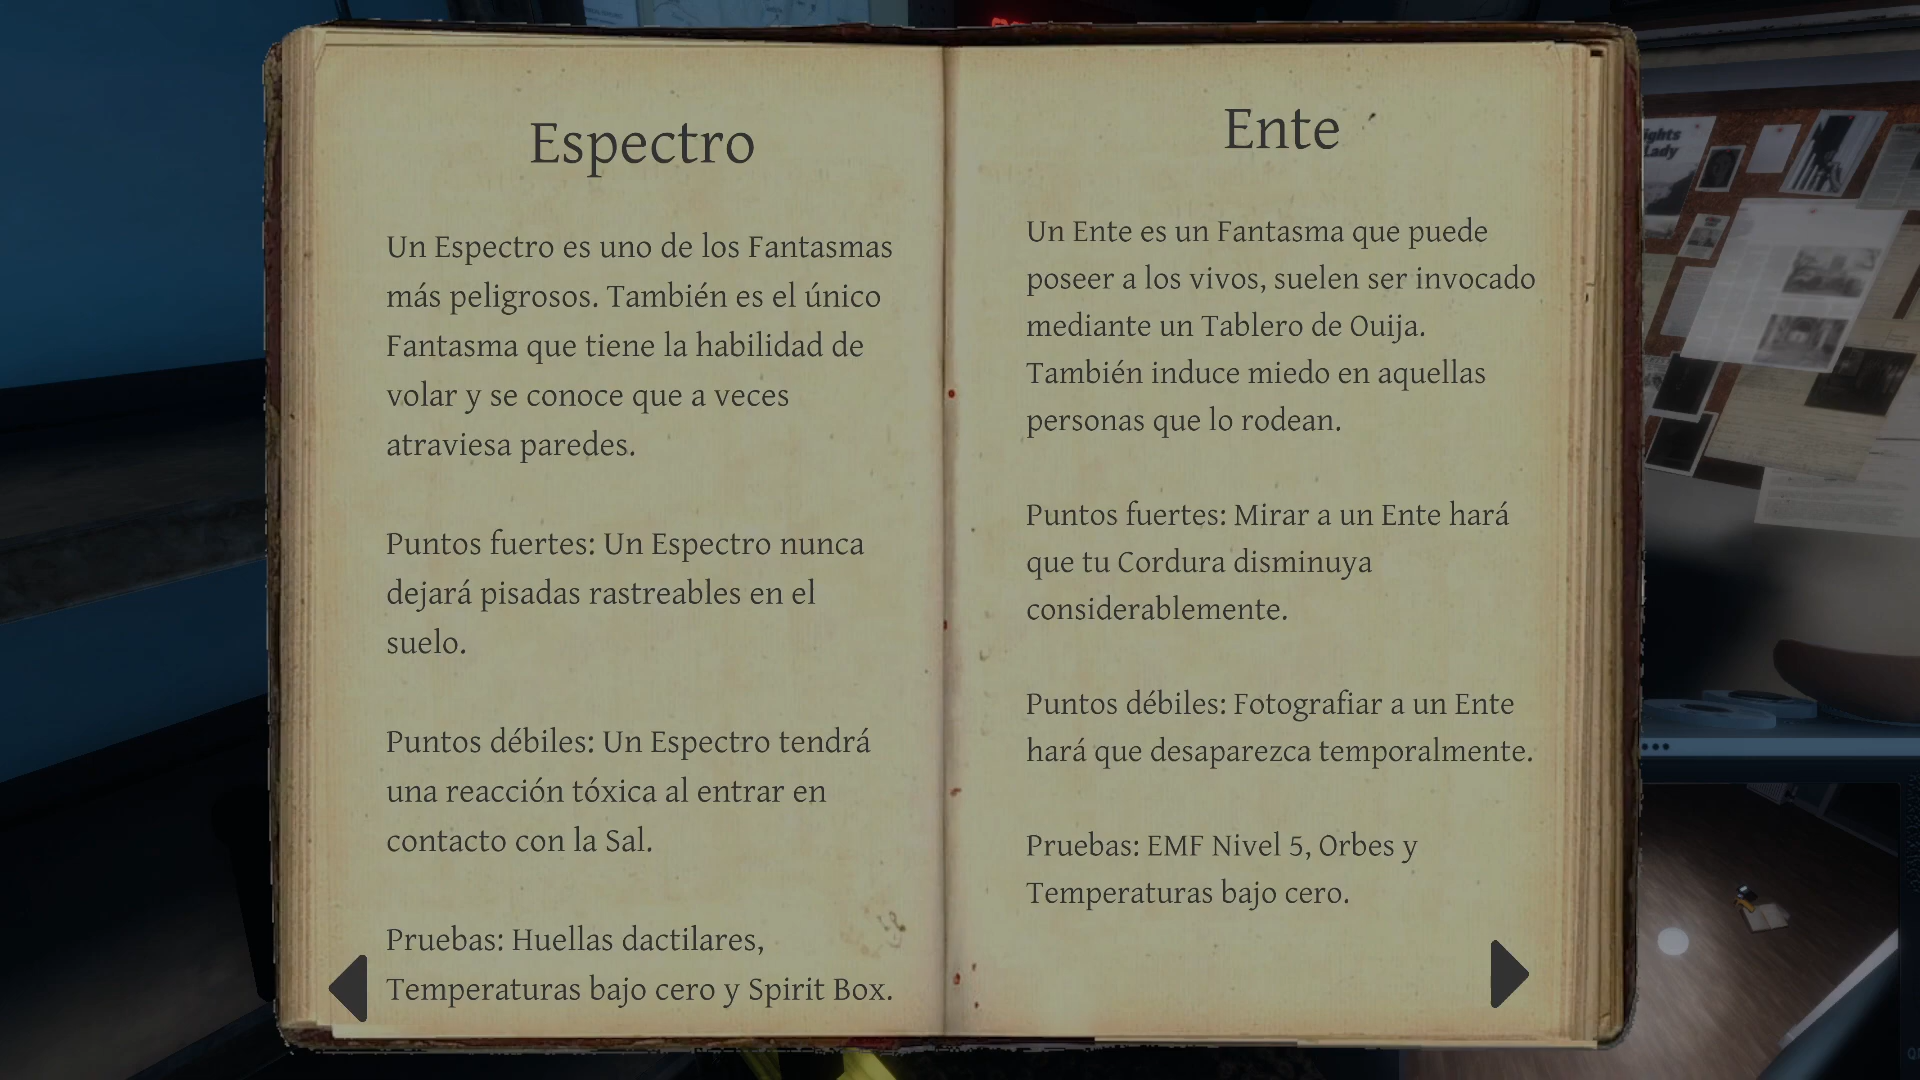 Espectro
Un Espectro es uno de los Fantasmas
más peligrosos. También es el único
Fantasma que tiene la habilidad de
volar y se conoce que a veces
atraviesa paredes.
Puntos fuertes: Un Espectro nunca
dejará pisadas rastreables en el
suelo.
Puntos débiles: Un Espectro tendrá
una reacción tóxica al entrar en
contacto con la Sal.
Pruebas: Huellas dactilares,
Temperaturas bajo cero y Spirit Box.
Ente
Un Ente es un Fantasma que puede
poseer a los vivos, suelen ser invocado
mediante un Tablero de Ouija.
También induce miedo en aquellas
personas que lo rodean.
Puntos fuertes: Mirar a un Ente hará
que tu Cordura disminuya
considerablemente.
Puntos débiles: Fotografiar a un Ente
hará que desaparezca temporalmente.
Pruebas: EMF Nivel 5, Orbes y
Temperaturas bajo cero.
ights
Lady